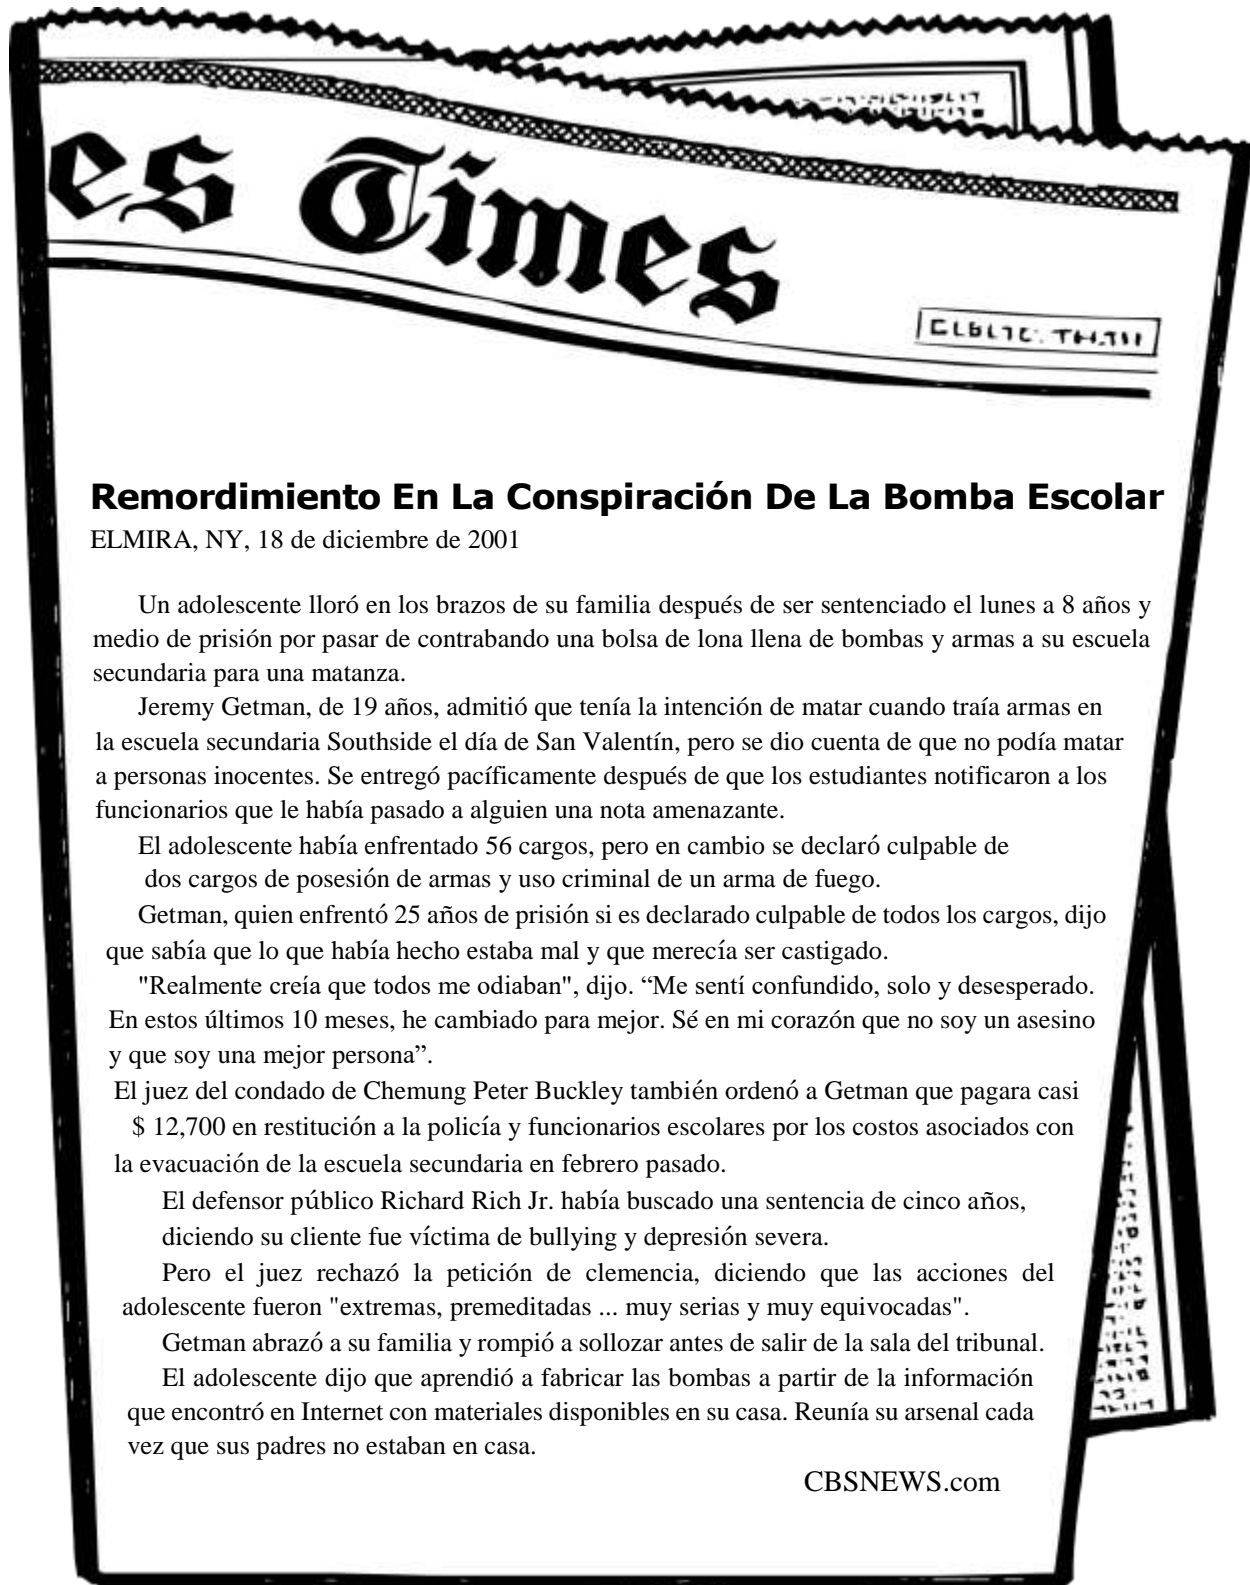 es Times
Remordimiento En La Conspiración De La Bomba Escolar
ELMIRA, NY, 18 de diciembre de 2001
Un adolescente lloró en los brazos de su familia después de ser sentenciado el lunes a 8 años y
medio de prisión por pasar de contrabando una bolsa de lona llena de bombas y armas a su escuela
secundaria para una matanza.
Jeremy Getman, de 19 años, admitió que tenía la intención de matar cuando traía armas en
la escuela secundaria Southside el día de San Valentín, pero se dio cuenta de que no podía matar
a personas inocentes. Se entregó pacíficamente después de que los estudiantes notificaron a los
funcionarios que le había pasado a alguien una nota amenazante.
El adolescente había enfrentado 56 cargos, pero en cambio se declaró culpable de
dos cargos de posesión de armas y uso criminal de un arma de fuego.
Getman, quien enfrentó 25 años de prisión si es declarado culpable de todos los cargos, dijo
que sabía que lo que había hecho estaba mal y que merecía ser castigado.
"Realmente creía que todos me odiaban", dijo. “Me sentí confundido, solo y desesperado.
En estos últimos 10 meses, he cambiado para mejor. Sé en mi corazón que no soy un asesino
y que soy una mejor persona”.
El juez del condado de Chemung Peter Buckley también ordenó a Getman que pagara casi
$ 12,700 en restitución a la policía y funcionarios escolares por los costos asociados con
la evacuación de la escuela secundaria en febrero pasado.
El defensor público Richard Rich Jr. había buscado una sentencia de cinco años,
diciendo su cliente fue víctima de bullying y depresión severa.
Pero el juez rechazó la petición de clemencia, diciendo que las acciones del
adolescente fueron "extremas, premeditadas ... muy serias y muy equivocadas".
Getman abrazó a su familia y rompió a sollozar antes de salir de la sala del tribunal.
El adolescente dijo que aprendió a fabricar las bombas a partir de la información
que encontró en Internet con materiales disponibles en su casa. Reunía su arsenal cada
vez que sus padres no estaban en casa.
CBSNEWS.com